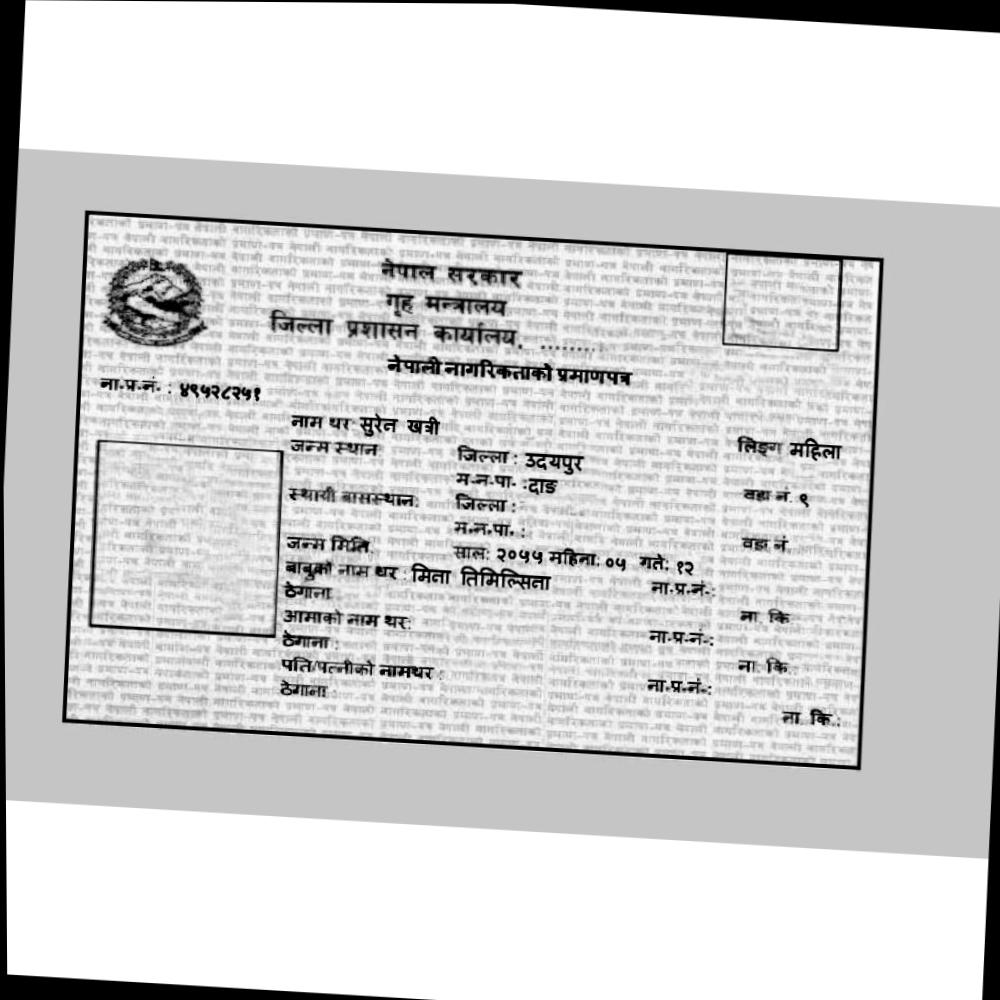 नेपाल सरकार
गृह मन्त्रालय
जिल्ला प्रशासन कार्यालय, ........
नेपाली नागरिकताको प्रमाणपत्र
ना.प्र.नं. : ४९५२८२५१
नाम थर: सुरेन खत्री लिङ्ग महिला
जन्म स्थान: जिल्ला : उदयपुर
म.न.पा. :दाङ वडा नं. ९
स्थायी बासस्थान: जिल्ला :
म.न.पा. : वडा नं.
जन्म मिति: साल: २०५५ महिना: ०५ गते: १२
बाबुको नाम थर : मिना तिमिल्सिना ना.प्र.नं.:
ठेगाना : ना. कि.:
आमाको नाम थर: ना.प्र.नं.:
ठेगाना : ना. कि.:
पति/पत्नीको नामथर : ना.प्र.नं.:
ठेगाना : ना. कि.: